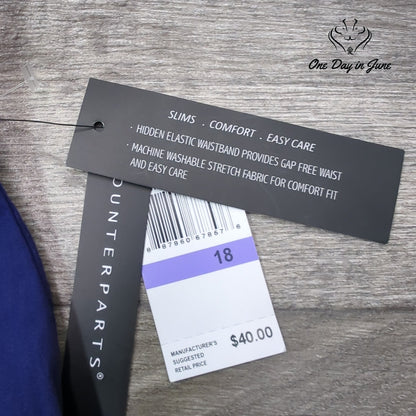 One Day in June
SLIMS . COMFORT . EASY CARE
· HIDDEN ELASTIC WAISTBAND PROVIDES GAP FREE WAIST
· MACHINE WASHABLE STRETCH FABRIC FOR COMFORT FIT
AND EASY CARE
OUNTERPARTS®
18
MANUFACTURER'S
SUGGESTED
RETAIL PRICE
$40.00